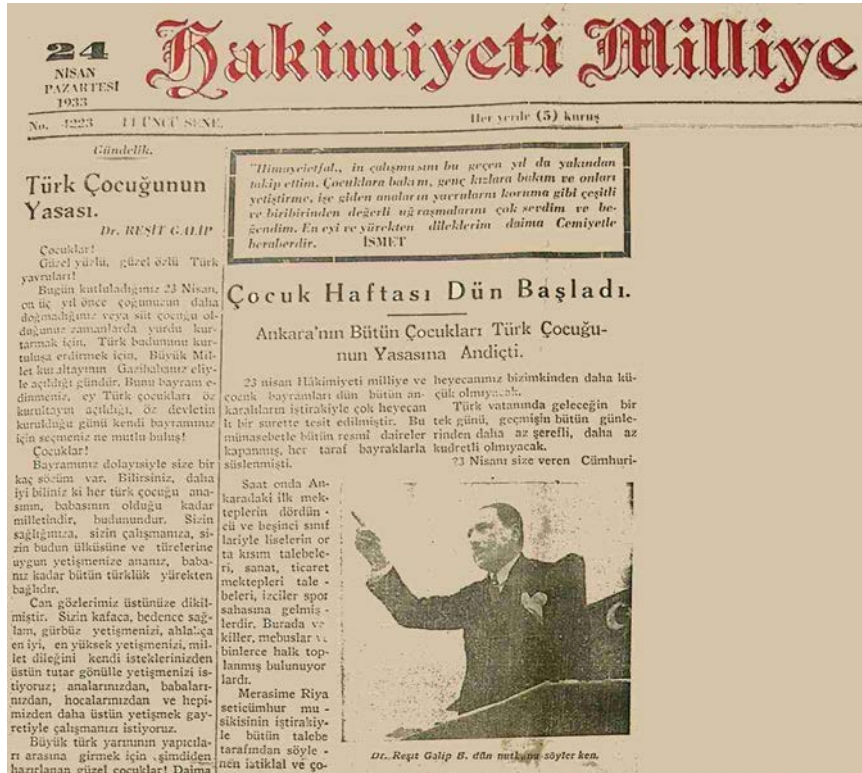 24
NİSAN
PAZARTESİ
1933
Hakimiyeti Milliye
No. 4223 14 ÜNCÜ SENE.
Her yerde (5) kuruş
Gündelik.
Türk Çocuğunun
Yasası.
Dr. REŞİT GALİP
Çocuklar!
Güzel yüzlü, güzel özlü Türk
yavruları!
Bugün kutluladığınız 23 Nisan,
on üç yıl önce çoğunuzun daha
doğmadığınız veya süt çocuğu ol-
duğunuz zamanlarda yurdu kur-
tarmak için, Türk budununu kur-
tuluşa erdirmek için, Büyük Mil-
let kurultayının Gazibabanız eliy-
le açıldığı gündür. Bunu bayram e-
dinmeniz, ey Türk çocukları öz
kurultayın açıldığı, öz devletin
kurulduğu günü kendi bayramınız
için seçmeniz ne mutlu buluş!
Çocuklar!
Bayramınız dolayısiyle size bir
kaç sözüm var. Bilirsiniz, daha
iyi biliniz ki her türk çocuğu ana-
sının, babasının olduğu kadar
milletindir, budunundur. Sizin
sağlığınıza, sizin çalışmanıza, si-
zin budun ülküsüne ve türelerine
uygun yetişmenize ananız, baba-
nız kadar bütün türklük yürekten
bağlıdır.
Can gözlerimiz üstünüze dikil-
miştir. Sizin kafaca, bedence sağ-
lam, gürbüz yetişmenizi, ahlakça
en iyi, en yüksek yetişmenizi, mil-
let dileğini kendi isteklerinizden
üstün tutar gönülle yetişmenizi is-
tiyoruz; analarınızdan, babaları-
nızdan, hocalarınızdan ve hepi-
mizden daha üstün yetişmek gay-
retiyle çalışmanızı istiyoruz.
Büyük türk yarınının yapıcıla-
rı arasına girmek için şimdiden
hazırlanan güzel çocuklar! Daima
"Himayeietfal,, in çalışmasını bu geçen yıl da yakından
takip ettim. Çocuklara bakım, genç kızlara bakım ve onları
yetiştirme, işe giden anaların yavrularnı koruma gibi çeşitli
ve biribirinden değerli uğraşmalarını çok sevdim ve be-
ğendim. En eyi ve yürekten dileklerim daima Cemiyetle
beraberdir. İSMET
Çocuk Haftası Dün Başladı.
Ankara'nın Bütün Çocukları Türk Çocuğu-
nun Yasasına Andiçti.
23 nisan Hâkimiyeti milliye ve
çocuk bayramları dün bütün an-
karalıların iştirakiyle çok heyecan
lı bir surette tesit edilmiştir. Bu
münasebetle bütün resmî daireler
kapanmış, her taraf bayraklarla
süslenmişti.
Saat onda An-
karadaki ilk mek-
teplerin dördün -
cü ve beşinci sınıf
lariyle liselerin or
ta kısım talebele-
ri, sanat, ticaret
mektepleri tale -
beleri, izciler spor
sahasına gelmiş -
lerdir. Burada ve
killer, mebuslar ve
binlerce halk top-
lanmış bulunuyor
lardı.
Merasime Riya
seticümhur mu -
sikisinin iştirakiy-
le bütün talebe
tarafından söyle -
nen istiklal ve ço-
heyecanınız bizimkinden daha kü-
çük olmıyacak.
Türk vatanında geleceğin bir
tek günü, geçmişin bütün günle-
rinden daha az şerefli, daha az
kudretli olmıyacak.
23 Nisanı size veren Cümhuri-
Dr. Reşit Galip B. dün nutkunu söyler ken.